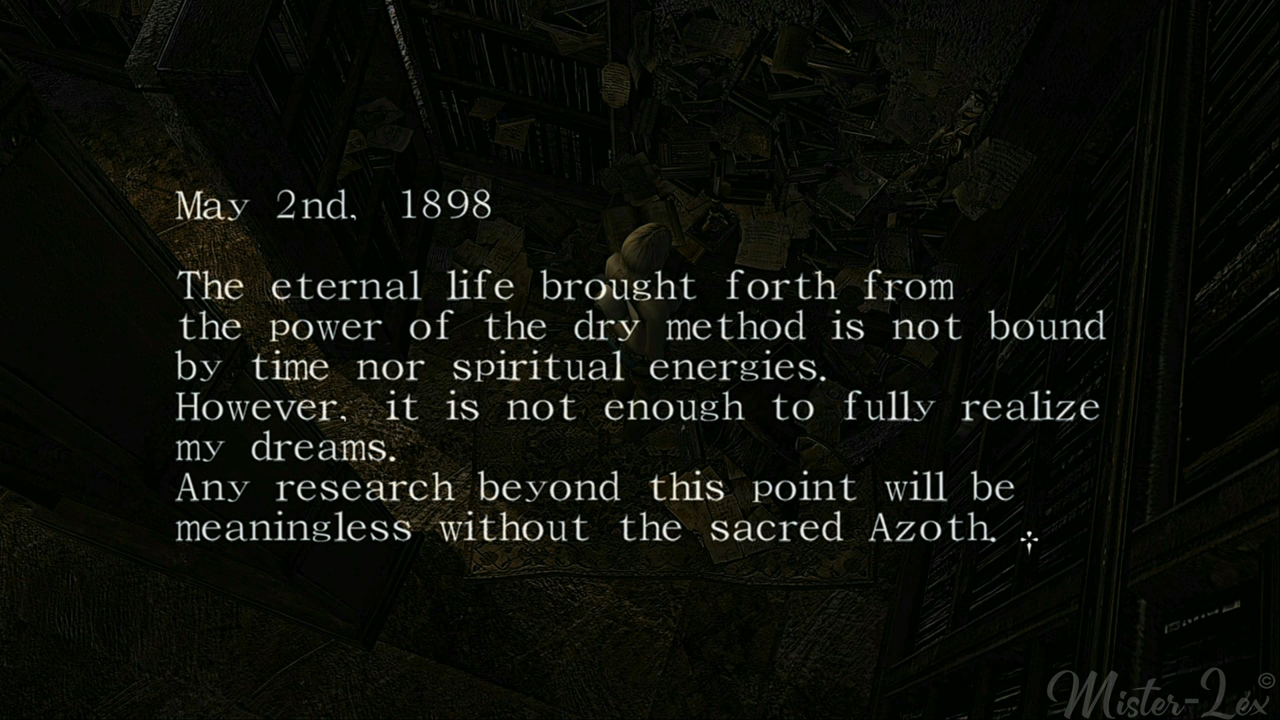 May 2nd, 1898
The eternal life brought forth from
the power of the dry method is not bound
by time nor spiritual energies.
However, it is not enough to fully realize
my dreams.
Any research beyond this point will be
meaningless without the sacred Azoth.
Mister-Lex©